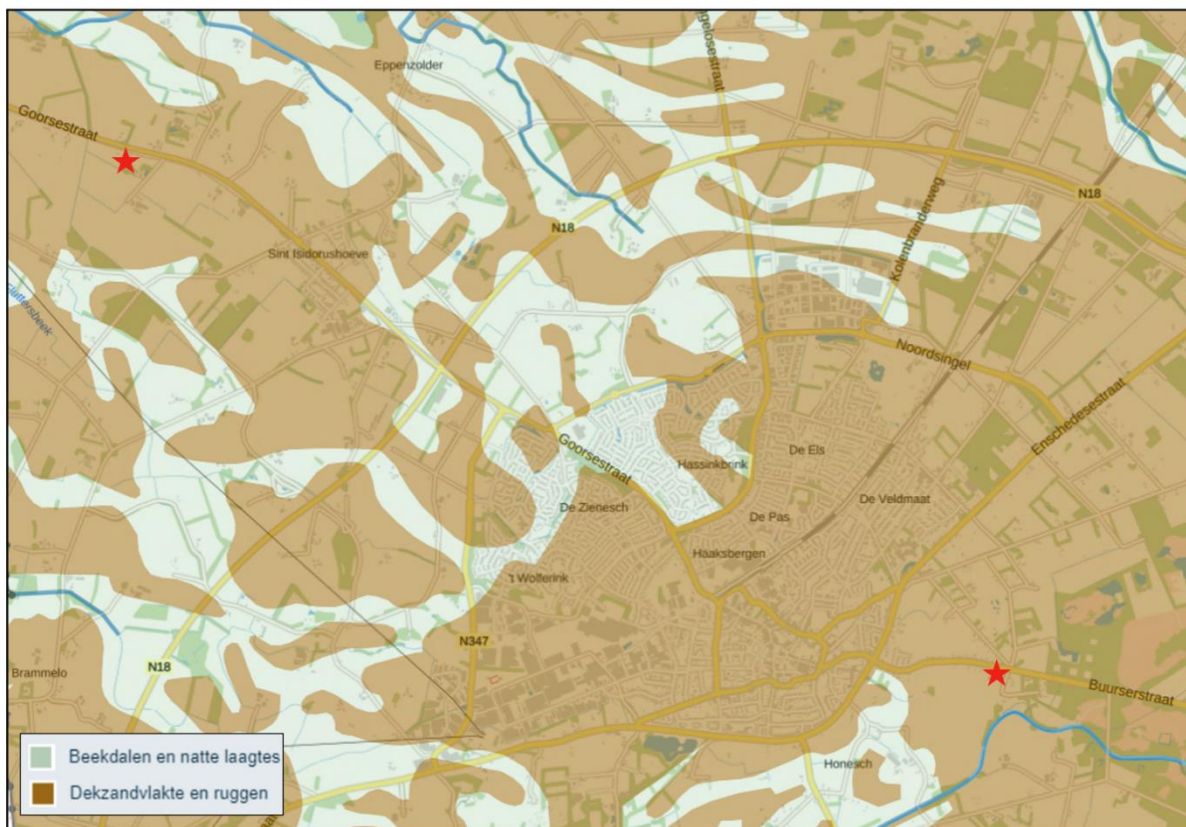 Eppenzolder
Goorsestraat
gelosestraat
N18
Kolenbranderweg
N18
Sint Isidorushoeve
Noordsingel
Enschedesestraat
Goorsestraat
Hassinkbrink
De Els
De Veldmaat
De Zienesch
De Pas
Haaksbergen
't Wolferink
N347
N18
Brammelo
Buurserstraat
Honesch
Beekdalen en natte laagtes
Dekzandvlakte en ruggen